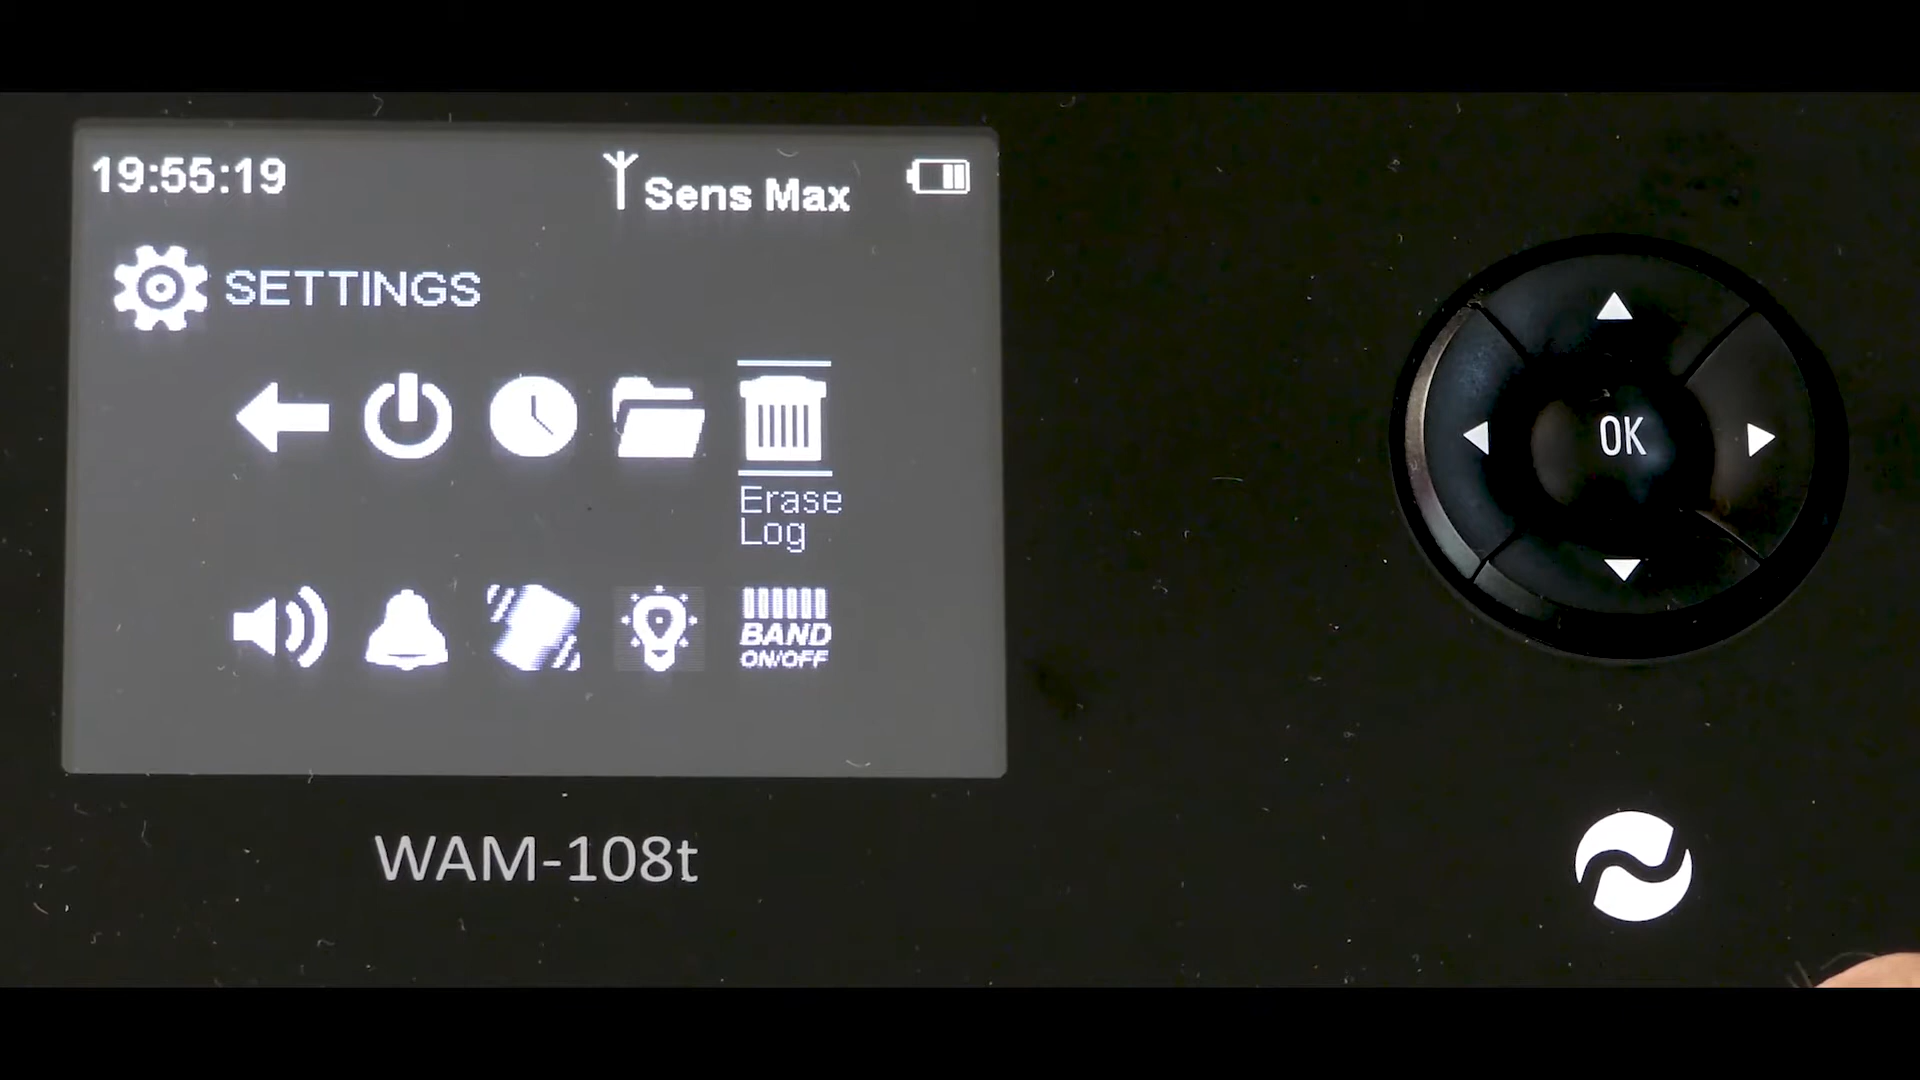 19:55:19
Sens Max
SETTINGS
Erase
Log
BAND
ON/OFF
OK
WAM-108t